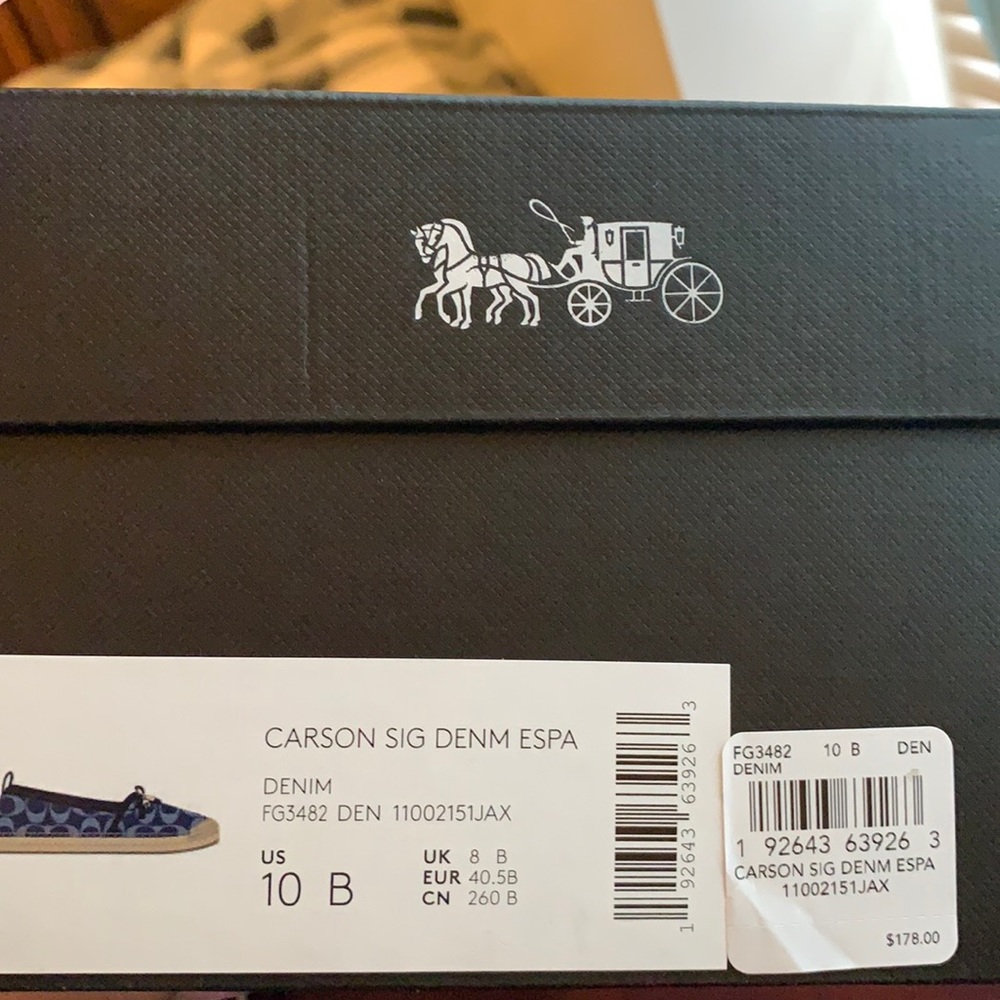 CARSON SIG DENM ESPA
DENIM
FG3482 DEN 11002151JAX
US
10 B
UK 8 B
EUR 40.5B
CN 260 B
1 92643 63926 3
FG3482 10 B DEN
DENIM
1 92643 63926 3
CARSON SIG DENM ESPA
11002151JAX
$178.00